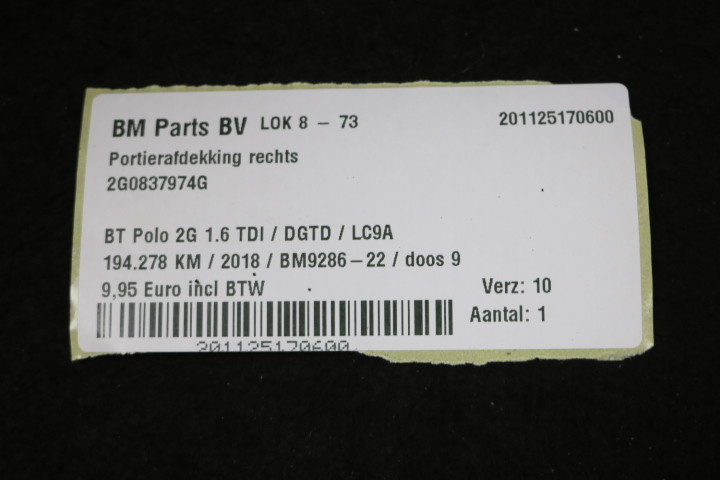 BM Parts BV LOK 8 - 73 201125170600
Portierafdekking rechts
2G0837974G
BT Polo 2G 1.6 TDI / DGTD / LC9A
194.278 KM / 2018 / BM9286-22 / doos 9
9,95 Euro incl BTW Verz: 10
Aantal: 1
201125170600